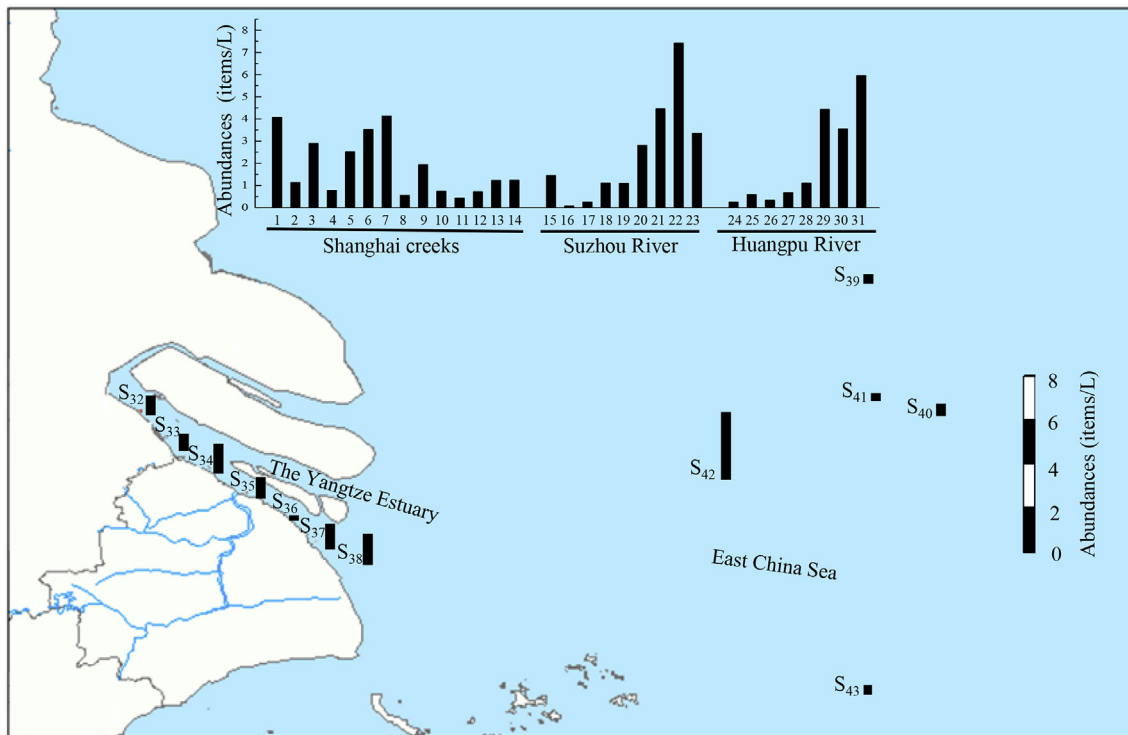 Abundances (items/L)
8
6
4
3
2
1
0
1 2 3 4 5 6 7 8 9 10 11 12 13 14 15 16 17 18 19 20 21 22 23 24 25 26 27 28 29 30 31
Shanghai creeks Suzhou River Huangpu River
S39
S32
S33
S34
S35
S36
S37
S38
The Yangtze Estuary
S41
S40
S42
East China Sea
S43
8
6
4
2
0
Abundances (items/L)